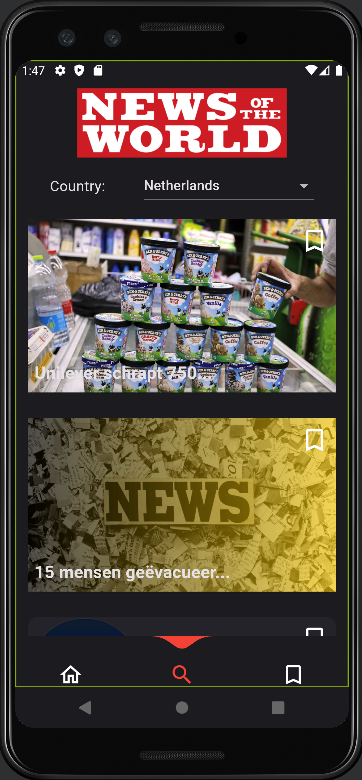 1:47
NEWS OF THE
WORLD
Country: Netherlands
Unilever schrapt 750...
NEWS
15 mensen geëvacueer...